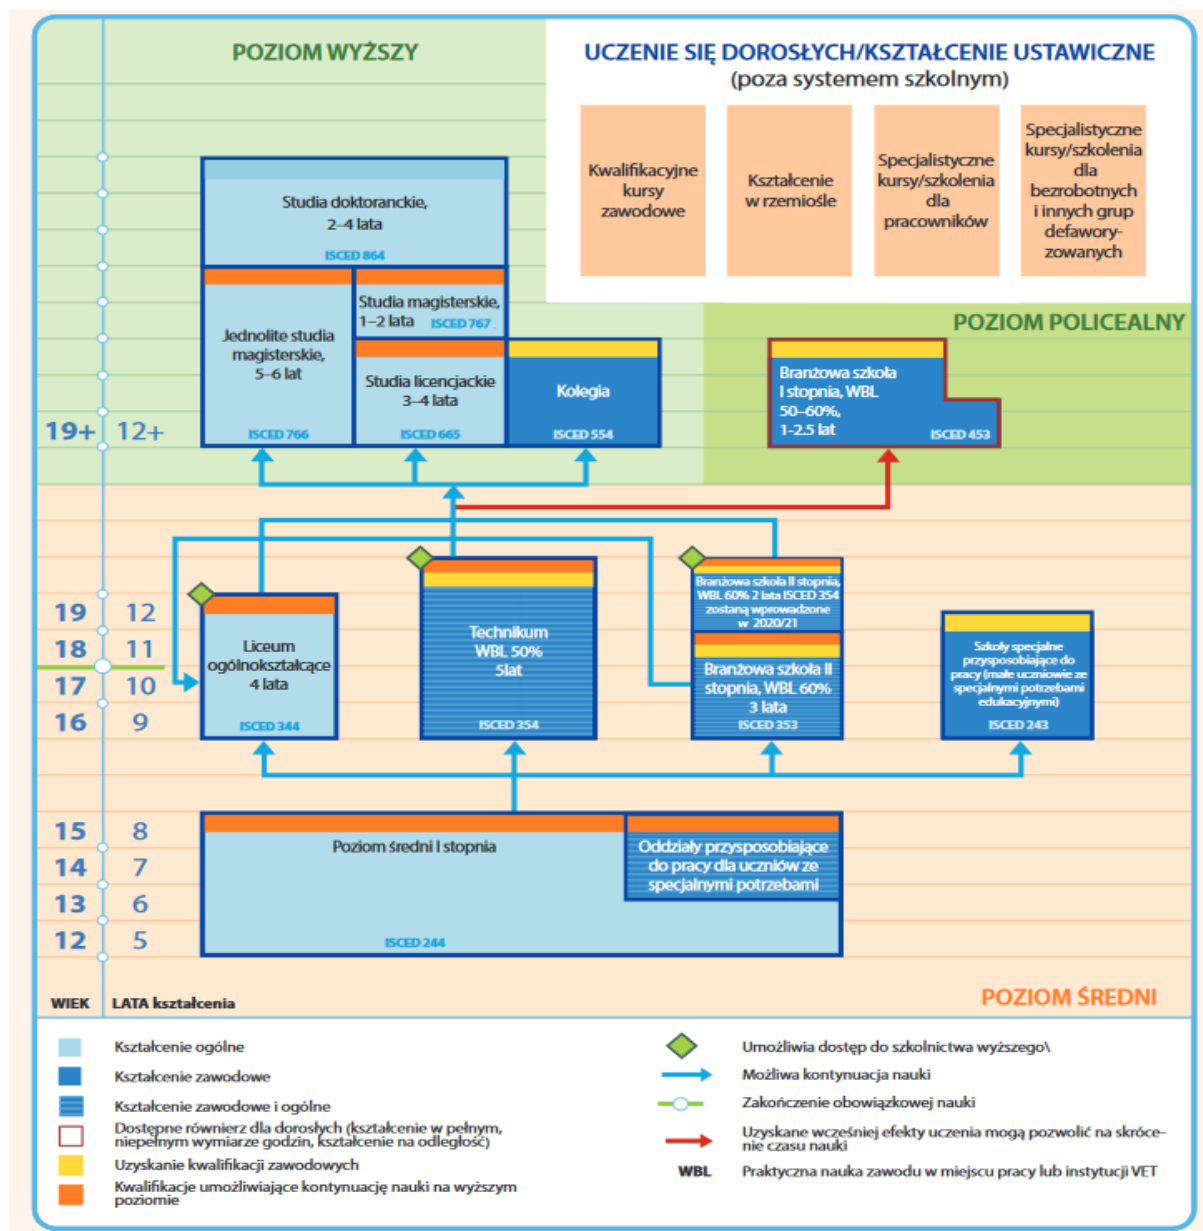 POZIOM WYŻSZY
UCZENIE SIĘ DOROSŁYCH/KSZTAŁCENIE USTAWICZNE
(poza systemem szkolnym)
Kwalifikacyjne
kursy
zawodowe
Kształcenie
w rzemiośle
Specjalistyczne
kursy/szkolenia
dla
pracowników
Specjalistyczne
kursy/szkolenia
dla
bezrobotnych
i innych grup
defawory-
zowanych
Studia doktoranckie,
2–4 lata
ISCED 864
Jednolite studia
magisterskie,
5–6 lat
ISCED 766
Studia magisterskie,
1–2 lata ISCED 767
Studia licencjackie
3–4 lata
ISCED 665
Kolegia
ISCED 554
POZIOM POLICEALNY
Branżowa szkoła
I stopnia, WBL
50–60%,
1-2.5 lat
ISCED 453
19+ 12+
19 12
18 11
17 10
16 9
Liceum
ogólnokształcące
4 lata
ISCED 344
Technikum
WBL 50%
5lat
ISCED 354
Branżowa szkoła II stopnia,
WBL 60% 2 lata ISCED 354
zostaną wprowadzone
w 2020/21
Branżowa szkoła II
stopnia, WBL 60%
3 lata
ISCED 353
Szkoły specjalne
przysposobiające do
pracy (małe uczniowie ze
specjalnymi potrzebami
edukacyjnymi)
ISCED 243
15 8
14 7
13 6
12 5
Poziom średni I stopnia
ISCED 244
Oddziały przysposobiające
do pracy dla uczniów ze
specjalnymi potrzebami
WIEK LATA kształcenia
POZIOM ŚREDNI
Kształcenie ogólne
Kształcenie zawodowe
Kształcenie zawodowe i ogólne
Dostępne równierz dla dorosłych (kształcenie w pełnym,
niepełnym wymiarze godzin, kształcenie na odległość)
Uzyskanie kwalifikacji zawodowych
Kwalifikacje umożliwiające kontynuację nauki na wyższym
poziomie
Umożliwia dostęp do szkolnictwa wyższego\
Możliwa kontynuacja nauki
Zakończenie obowiązkowej nauki
Uzyskane wcześniej efekty uczenia mogą pozwolić na skróce-
nie czasu nauki
WBL Praktyczna nauka zawodu w miejscu pracy lub instytucji VET